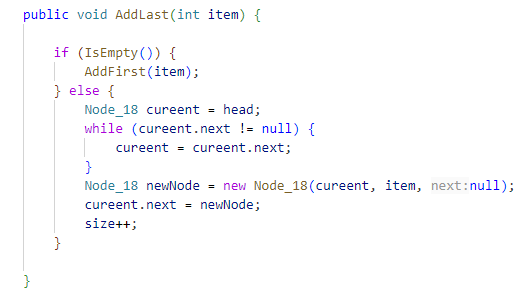 public void AddLast(int item) {
if (IsEmpty()) {
AddFirst(item);
} else {
Node_18 cureent = head;
while (cureent.next != null) {
cureent = cureent.next;
}
Node_18 newNode = new Node_18(cureent, item, next:null);
cureent.next = newNode;
size++;
}
}